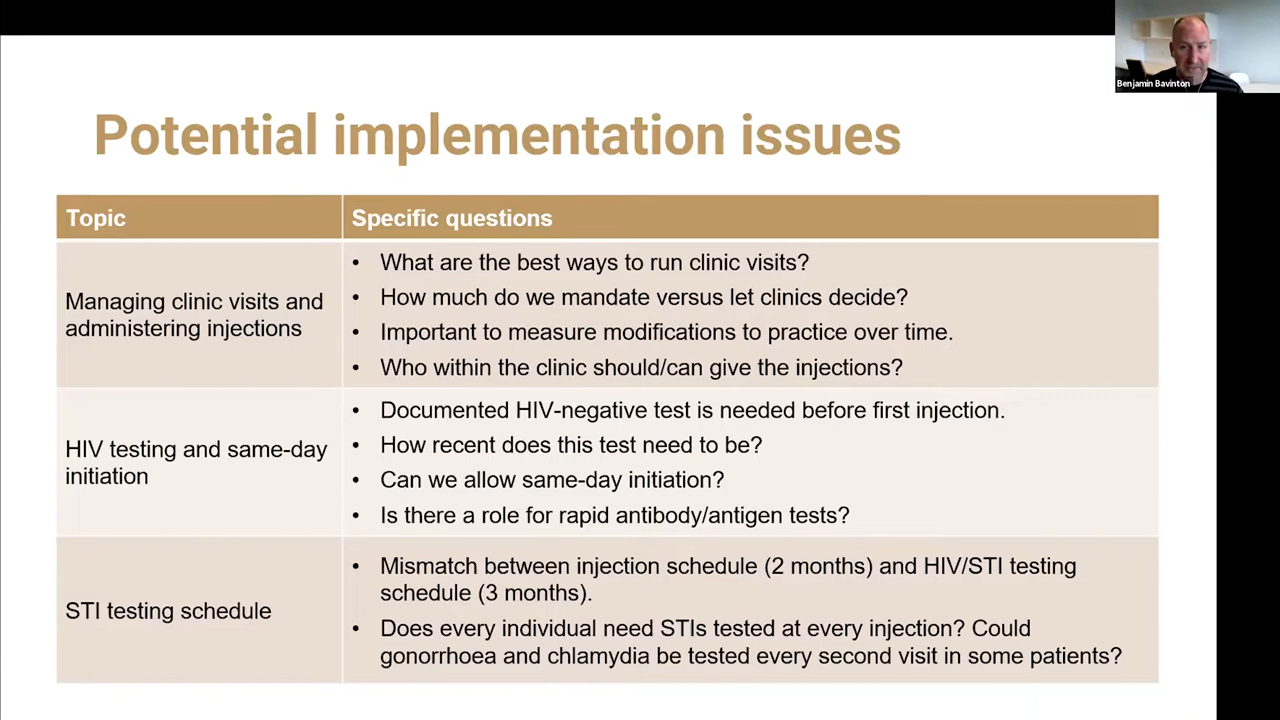 Benjamin Bavinton
Potential implementation issues
Topic
Specific questions
Managing clinic visits and
administering injections
• What are the best ways to run clinic visits?
• How much do we mandate versus let clinics decide?
• Important to measure modifications to practice over time.
• Who within the clinic should/can give the injections?
HIV testing and same-day
initiation
• Documented HIV-negative test is needed before first injection.
• How recent does this test need to be?
• Can we allow same-day initiation?
• Is there a role for rapid antibody/antigen tests?
STI testing schedule
• Mismatch between injection schedule (2 months) and HIV/STI testing
schedule (3 months).
• Does every individual need STIs tested at every injection? Could
gonorrhoea and chlamydia be tested every second visit in some patients?